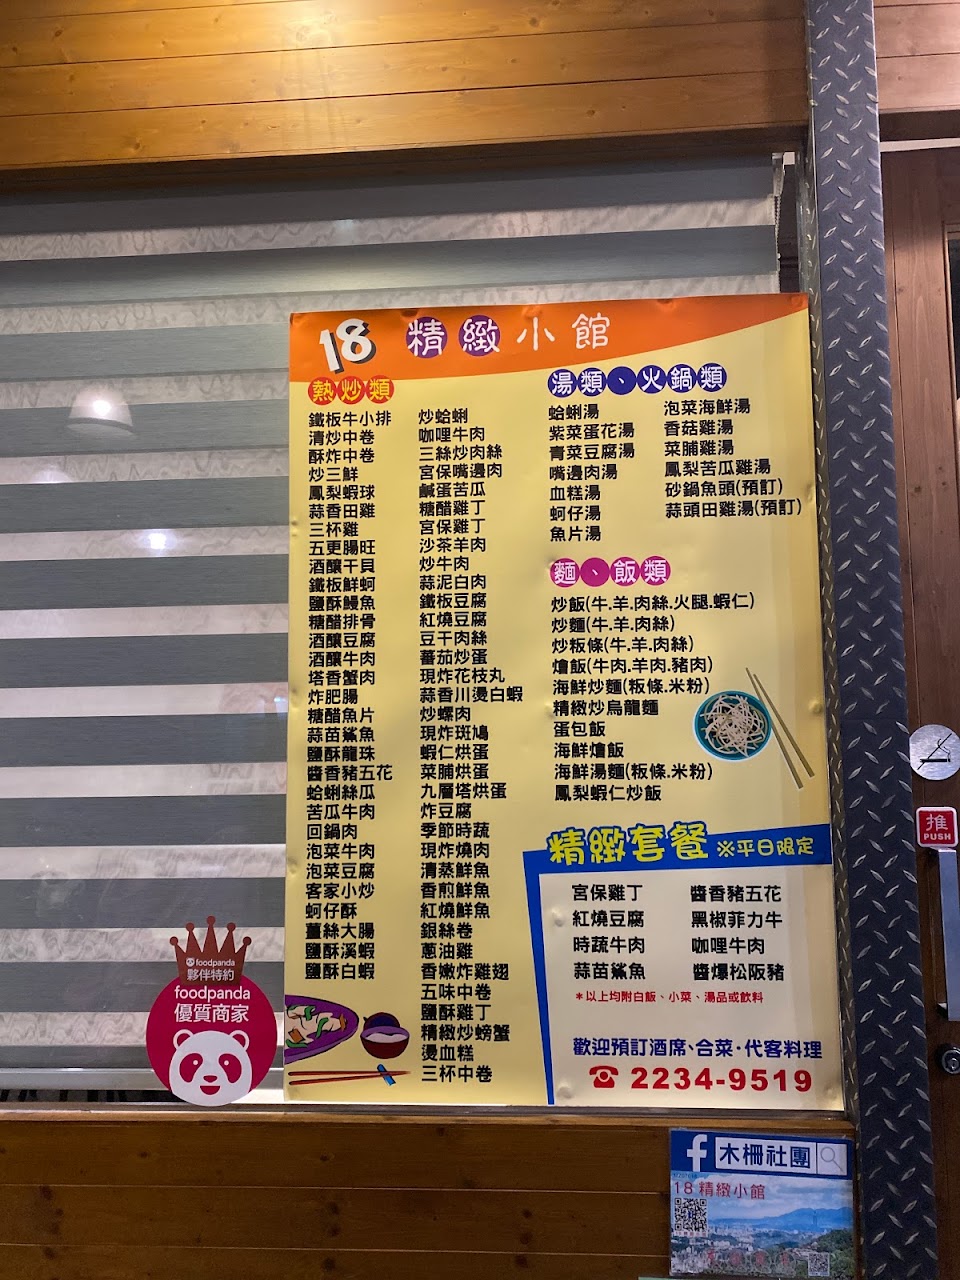 18 精緻小館
熱炒類
鐵板牛小排
清炒中卷
酥炸中卷
炒三鮮
鳳梨蝦球
蒜香田雞
三杯雞
五更腸旺
酒釀干貝
鐵板鮮蚵
鹽酥鰻魚
糖醋排骨
酒釀豆腐
酒釀牛肉
塔香蟹肉
炸肥腸
糖醋魚片
蒜苗鯊魚
鹽酥龍珠
醬香豬五花
蛤蜊絲瓜
苦瓜牛肉
回鍋肉
泡菜牛肉
泡菜豆腐
客家小炒
蚵仔酥
薑絲大腸
鹽酥溪蝦
鹽酥白蝦
炒蛤蜊
咖哩牛肉
三絲炒肉絲
宮保嘴邊肉
鹹蛋苦瓜
糖醋雞丁
宮保雞丁
沙茶羊肉
炒牛肉
蒜泥白肉
鐵板豆腐
紅燒豆腐
豆干肉絲
蕃茄炒蛋
現炸花枝丸
蒜香川燙白蝦
炒螺肉
現炸斑鳩
蝦仁烘蛋
菜脯烘蛋
九層塔烘蛋
炸豆腐
季節時蔬
現炸燒肉
清蒸鮮魚
香煎鮮魚
紅燒鮮魚
銀絲卷
蔥油雞
香嫩炸雞翅
五味中卷
鹽酥雞丁
精緻炒螃蟹
燙血糕
三杯中卷
湯類、火鍋類
蛤蜊湯
紫菜蛋花湯
青菜豆腐湯
嘴邊肉湯
血糕湯
蚵仔湯
魚片湯
泡菜海鮮湯
香菇雞湯
菜脯雞湯
鳳梨苦瓜雞湯
砂鍋魚頭(預訂)
蒜頭田雞湯(預訂)
麵、飯類
炒飯(牛.羊.肉絲.火腿.蝦仁)
炒麵(牛.羊.肉絲)
炒粄條(牛.羊.肉絲)
燴飯(牛肉.羊肉.豬肉)
海鮮炒麵(粄條.米粉)
精緻炒烏龍麵
蛋包飯
海鮮燴飯
海鮮湯麵(粄條.米粉)
鳳梨蝦仁炒飯
精緻套餐 ※平日限定
宮保雞丁
紅燒豆腐
時蔬牛肉
蒜苗鯊魚
醬香豬五花
黑椒菲力牛
咖哩牛肉
醬爆松阪豬
＊以上均附白飯、小菜、湯品或飲料
歡迎預訂酒席、合菜·代客料理
☎ 2234-9519
foodpanda
夥伴特約
foodpanda
優質商家
推
PUSH
f 木柵社團
18 精緻小館